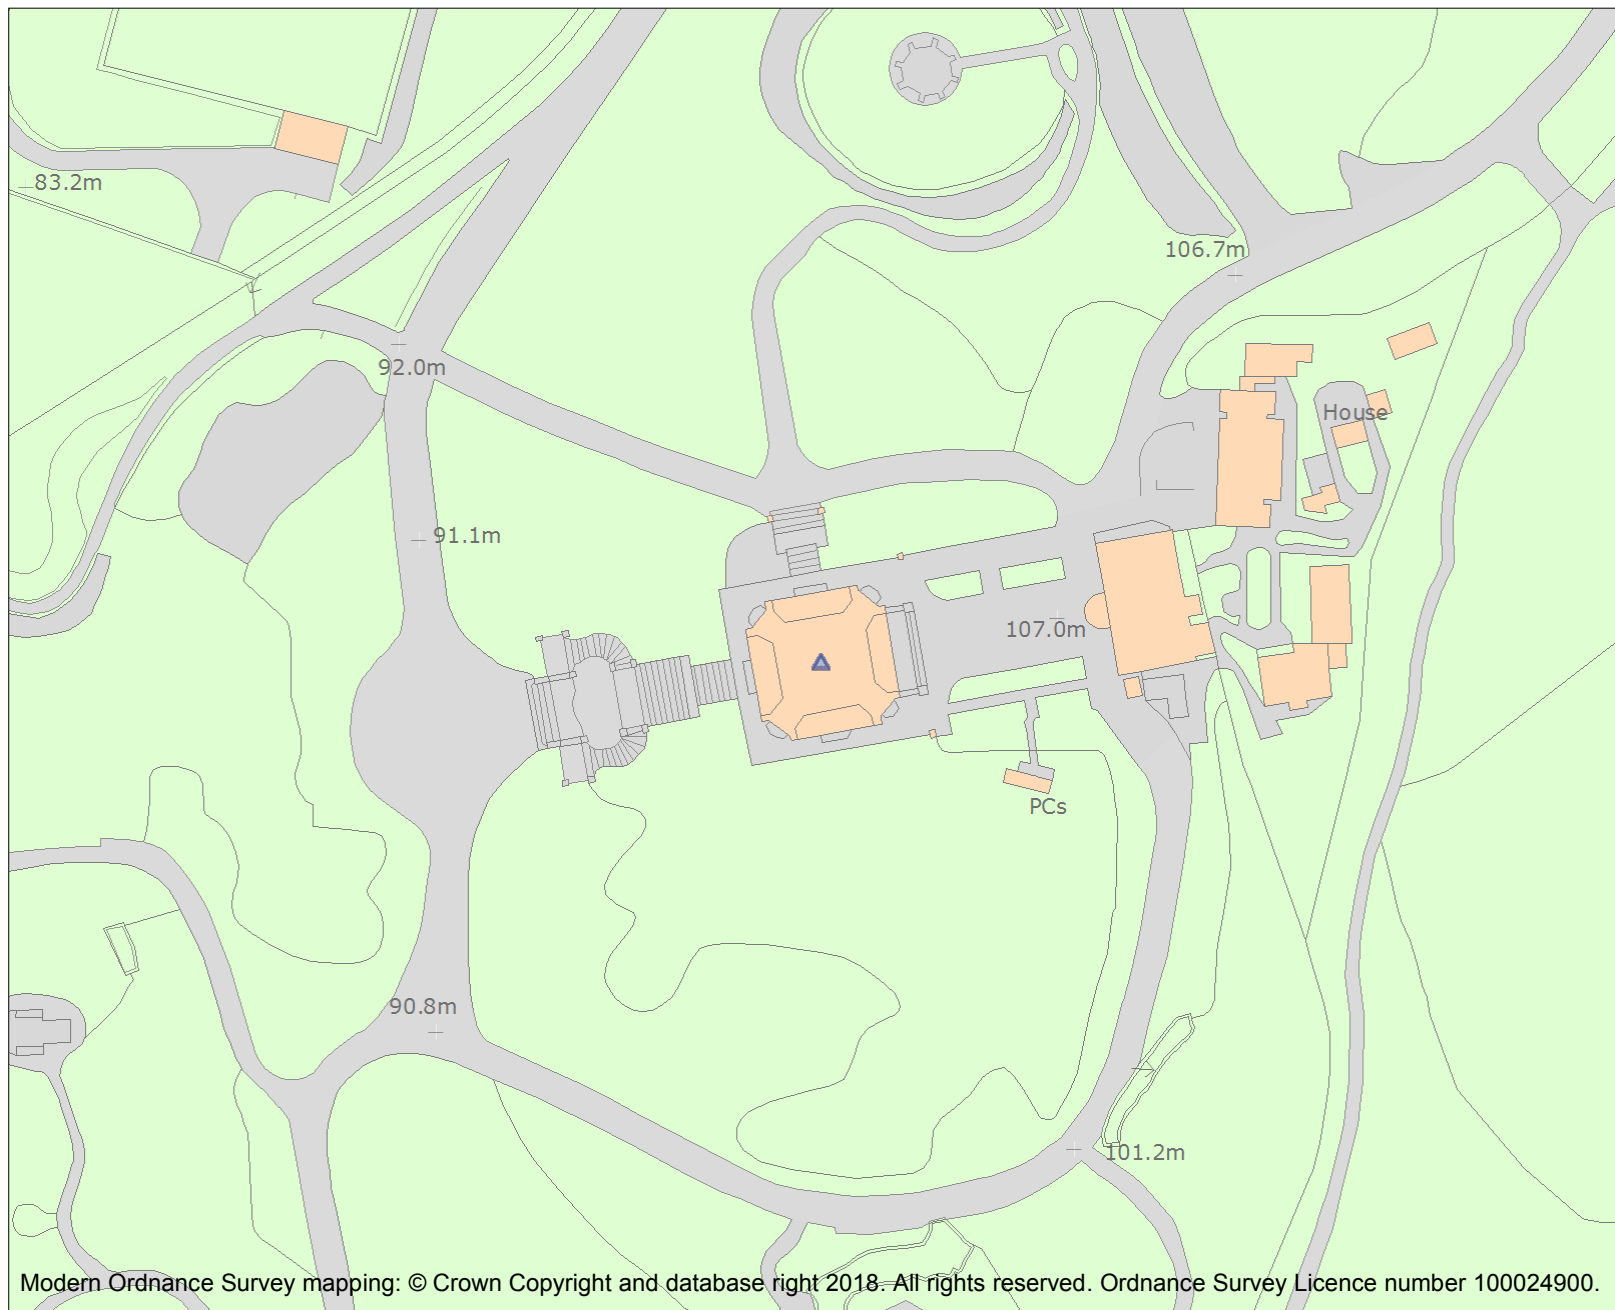 83.2m
106.7m
92.0m
House
91.1m
107.0m
PCs
90.8m
101.2m
Modern Ordnance Survey mapping: © Crown Copyright and database right 2018. All rights reserved. Ordnance Survey Licence number 100024900.